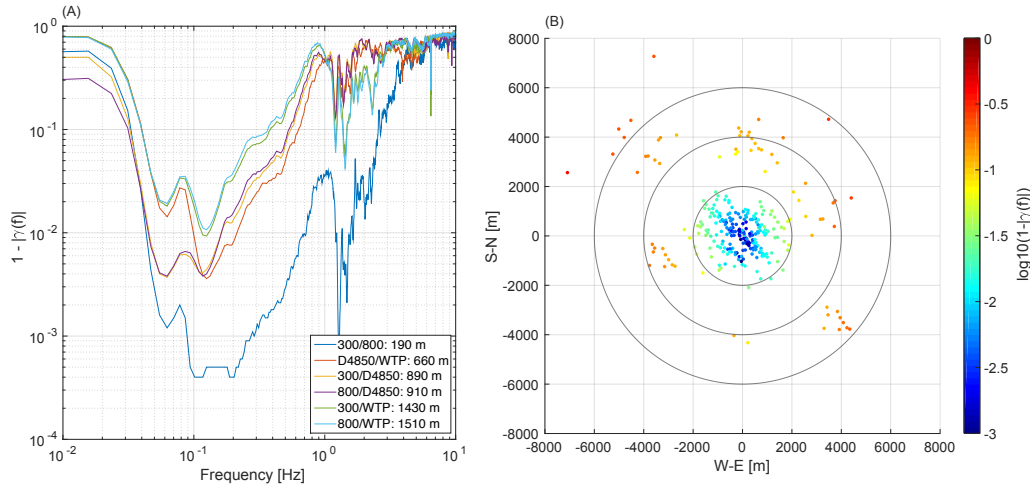 (A)
10^0
10^-1
10^-2
10^-3
10^-4
1 - |γ(f)|
300/800: 190 m
D4850/WTP: 660 m
300/D4850: 890 m
800/D4850: 910 m
300/WTP: 1430 m
800/WTP: 1510 m
10^-2 10^-1 10^0 10^1
Frequency [Hz]
(B)
8000
6000
4000
2000
0
-2000
-4000
-6000
-8000
S-N [m]
-8000 -6000 -4000 -2000 0 2000 4000 6000 8000
W-E [m]
0
-0.5
-1
-1.5
-2
-2.5
-3
log10(1-|γ(f)|)